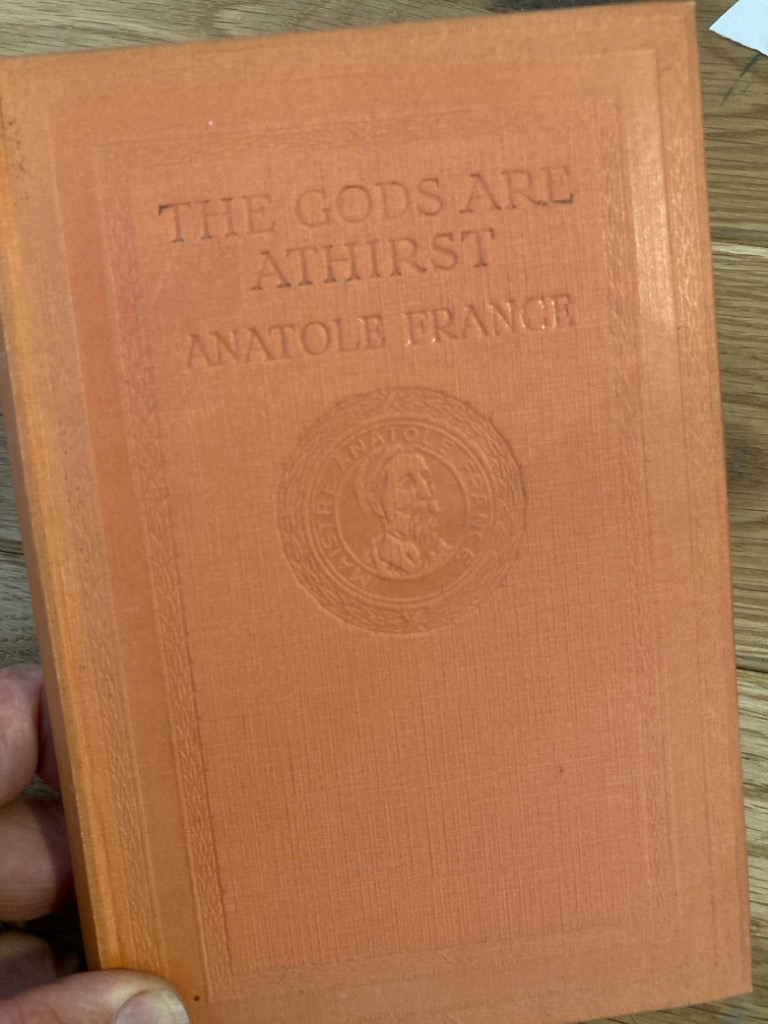 THE GODS ARE
ATHIRST
ANATOLE FRANCE
MAISTRE ANATOLE FRANCE